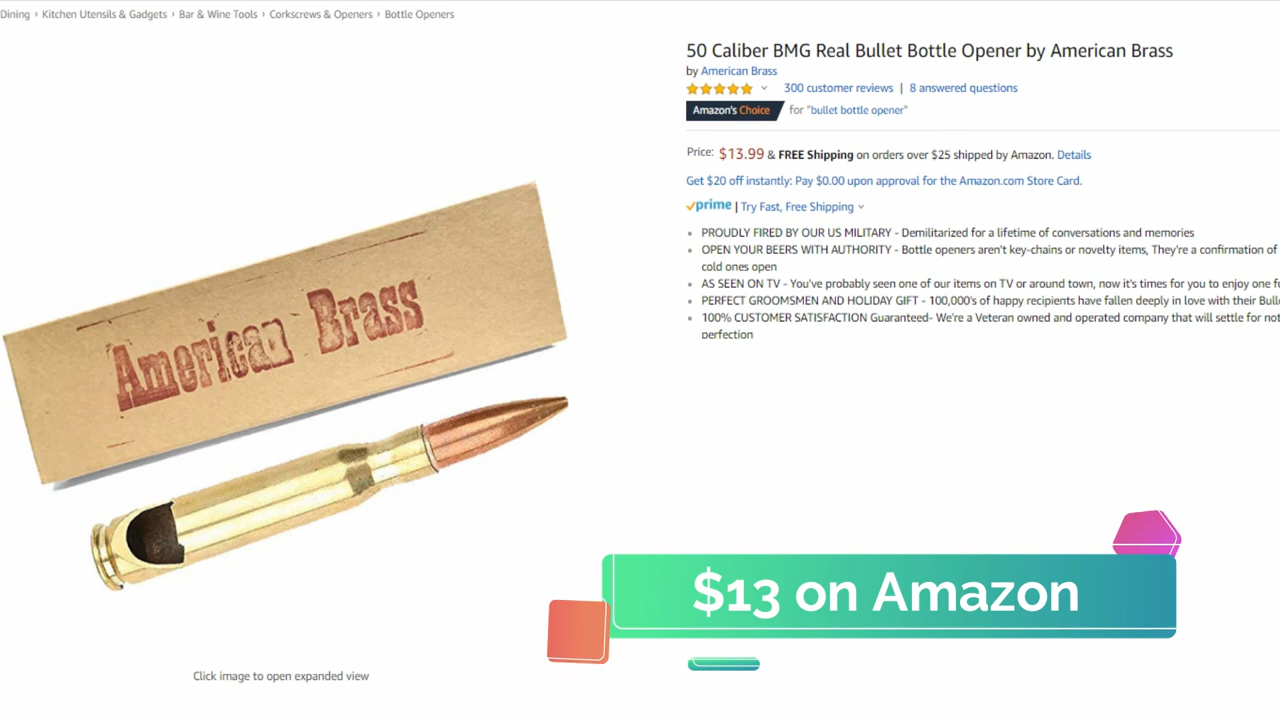 Dining › Kitchen Utensils & Gadgets › Bar & Wine Tools › Corkscrews & Openers › Bottle Openers
50 Caliber BMG Real Bullet Bottle Opener by American Brass
by American Brass
300 customer reviews | 8 answered questions
Amazon's Choice for "bullet bottle opener"
Price: $13.99 & FREE Shipping on orders over $25 shipped by Amazon. Details
Get $20 off instantly: Pay $0.00 upon approval for the Amazon.com Store Card.
prime | Try Fast, Free Shipping
• PROUDLY FIRED BY OUR US MILITARY - Demilitarized for a lifetime of conversations and memories
• OPEN YOUR BEERS WITH AUTHORITY - Bottle openers aren't key-chains or novelty items, They're a confirmation of
cold ones open
• AS SEEN ON TV - You've probably seen one of our items on TV or around town, now it's times for you to enjoy one
• PERFECT GROOMSMEN AND HOLIDAY GIFT - 100,000's of happy recipients have fallen deeply in love with their
• 100% CUSTOMER SATISFACTION Guaranteed- We're a Veteran owned and operated company that will settle for
perfection
American Brass
$13 on Amazon
Click image to open expanded view